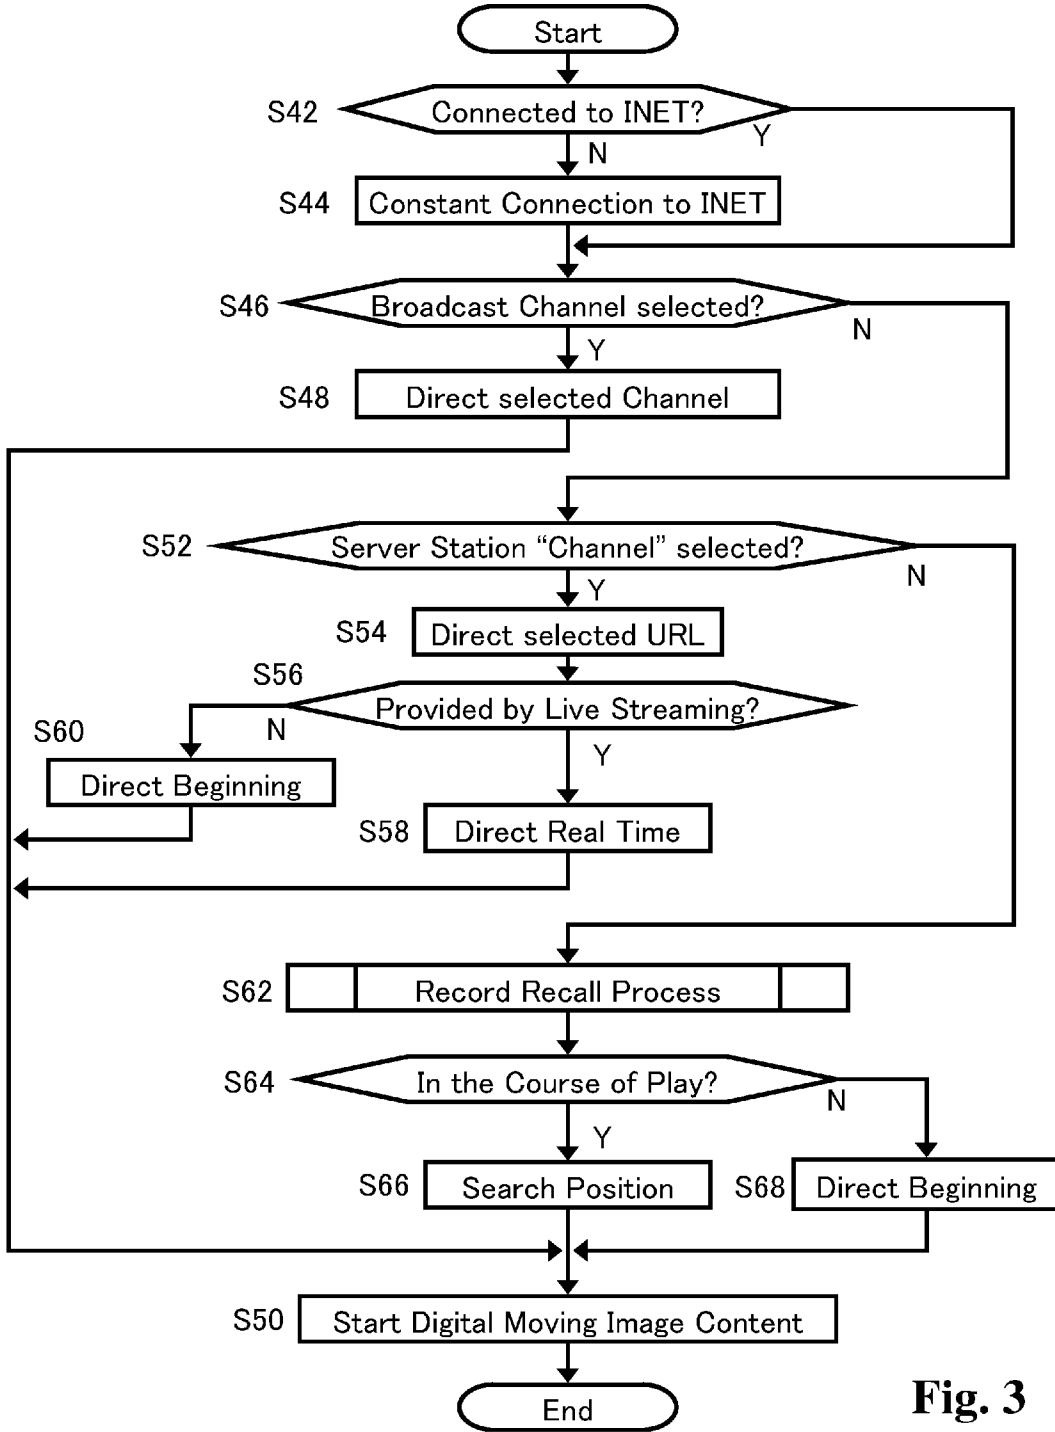 Start
S42
Connected to INET?
Y
N
S44
Constant Connection to INET
S46
Broadcast Channel selected?
N
Y
S48
Direct selected Channel
S52
Server Station “Channel” selected?
N
Y
S54
Direct selected URL
S56
Provided by Live Streaming?
N
Y
S60
Direct Beginning
S58
Direct Real Time
S62
Record Recall Process
S64
In the Course of Play?
N
Y
S66
Search Position
S68
Direct Beginning
S50
Start Digital Moving Image Content
End
Fig. 3